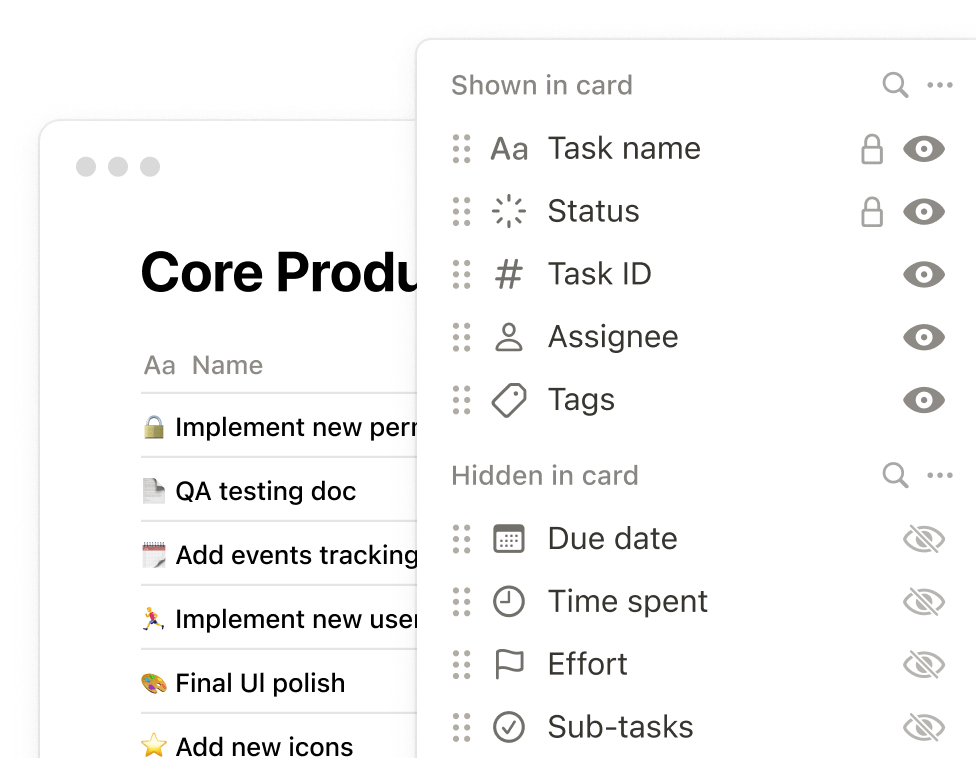 Core Produ
Aa Name
Implement new per
QA testing doc
Add events tracking
Implement new user
Final UI polish
Add new icons
Shown in card
Aa Task name
Status
# Task ID
Assignee
Tags
Hidden in card
Due date
Time spent
Effort
Sub-tasks